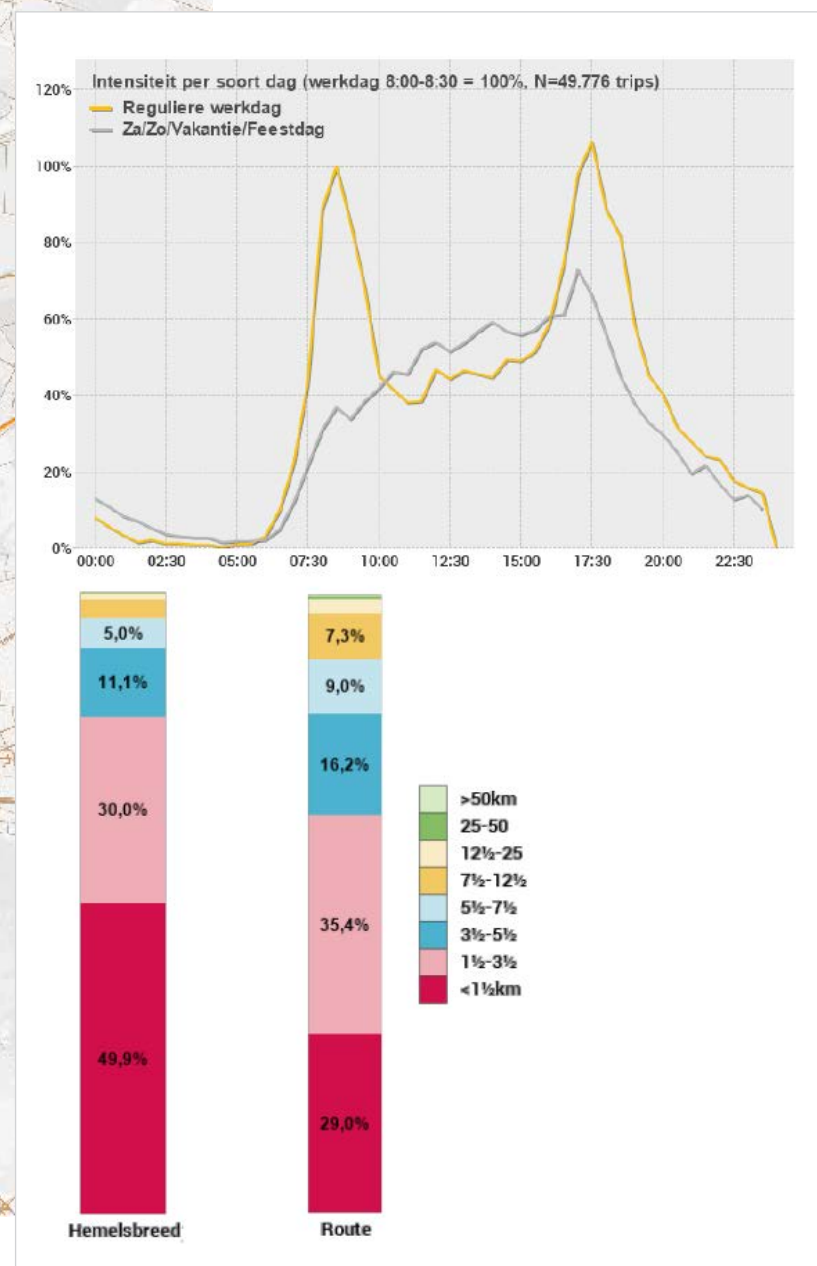 Intensiteit per soort dag (werkdag 8:00-8:30 = 100%, N=49.776 trips)
Reguliere werkdag
Za/Zo/Vakantie/Feestdag
120%
100%
80%
60%
40%
20%
0%
00:00 02:30 05:00 07:30 10:00 12:30 15:00 17:30 20:00 22:30
5,0%
11,1%
30,0%
49,9%
Hemelsbreed
7,3%
9,0%
16,2%
35,4%
29,0%
Route
>50km
25-50
12½-25
7½-12½
5½-7½
3½-5½
1½-3½
<1½km